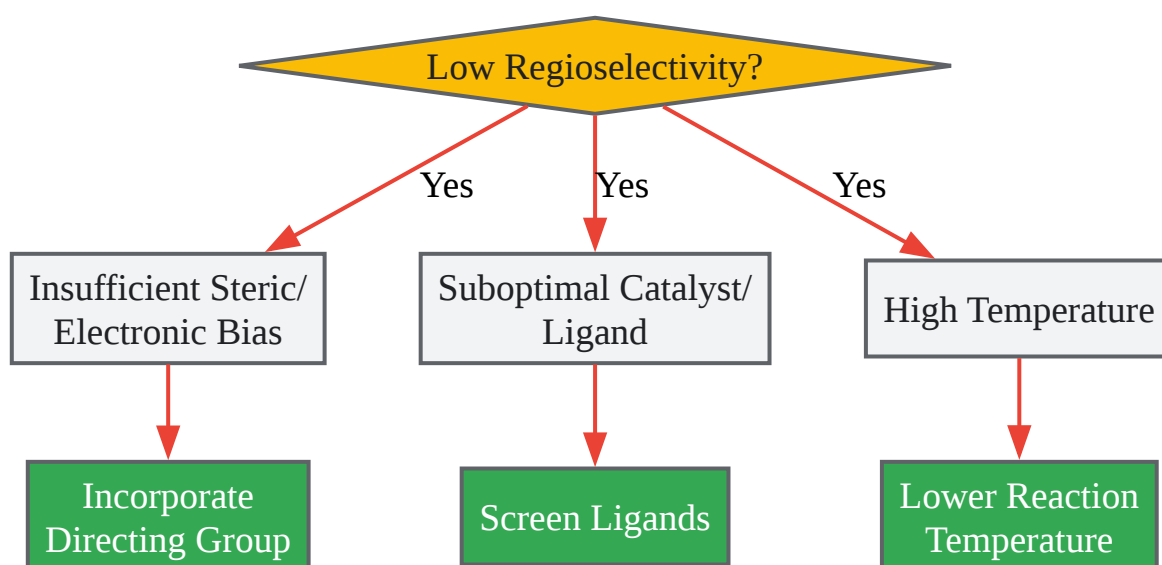 Low Regioselectivity?
Yes
Yes
Yes
Insufficient Steric/
Electronic Bias
Suboptimal Catalyst/
Ligand
High Temperature
Incorporate
Directing Group
Screen Ligands
Lower Reaction
Temperature